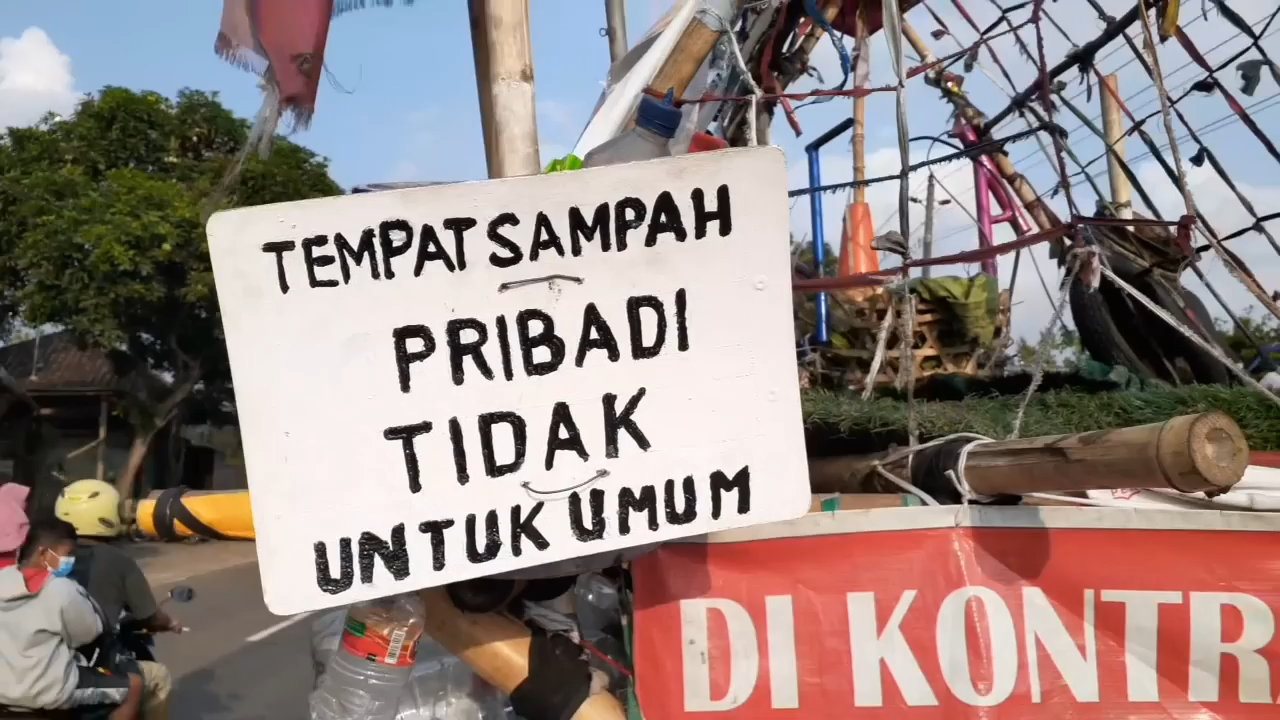 TEMPAT SAMPAH
PRIBADI
TIDAK
UNTUK UMUM
DI KONTR